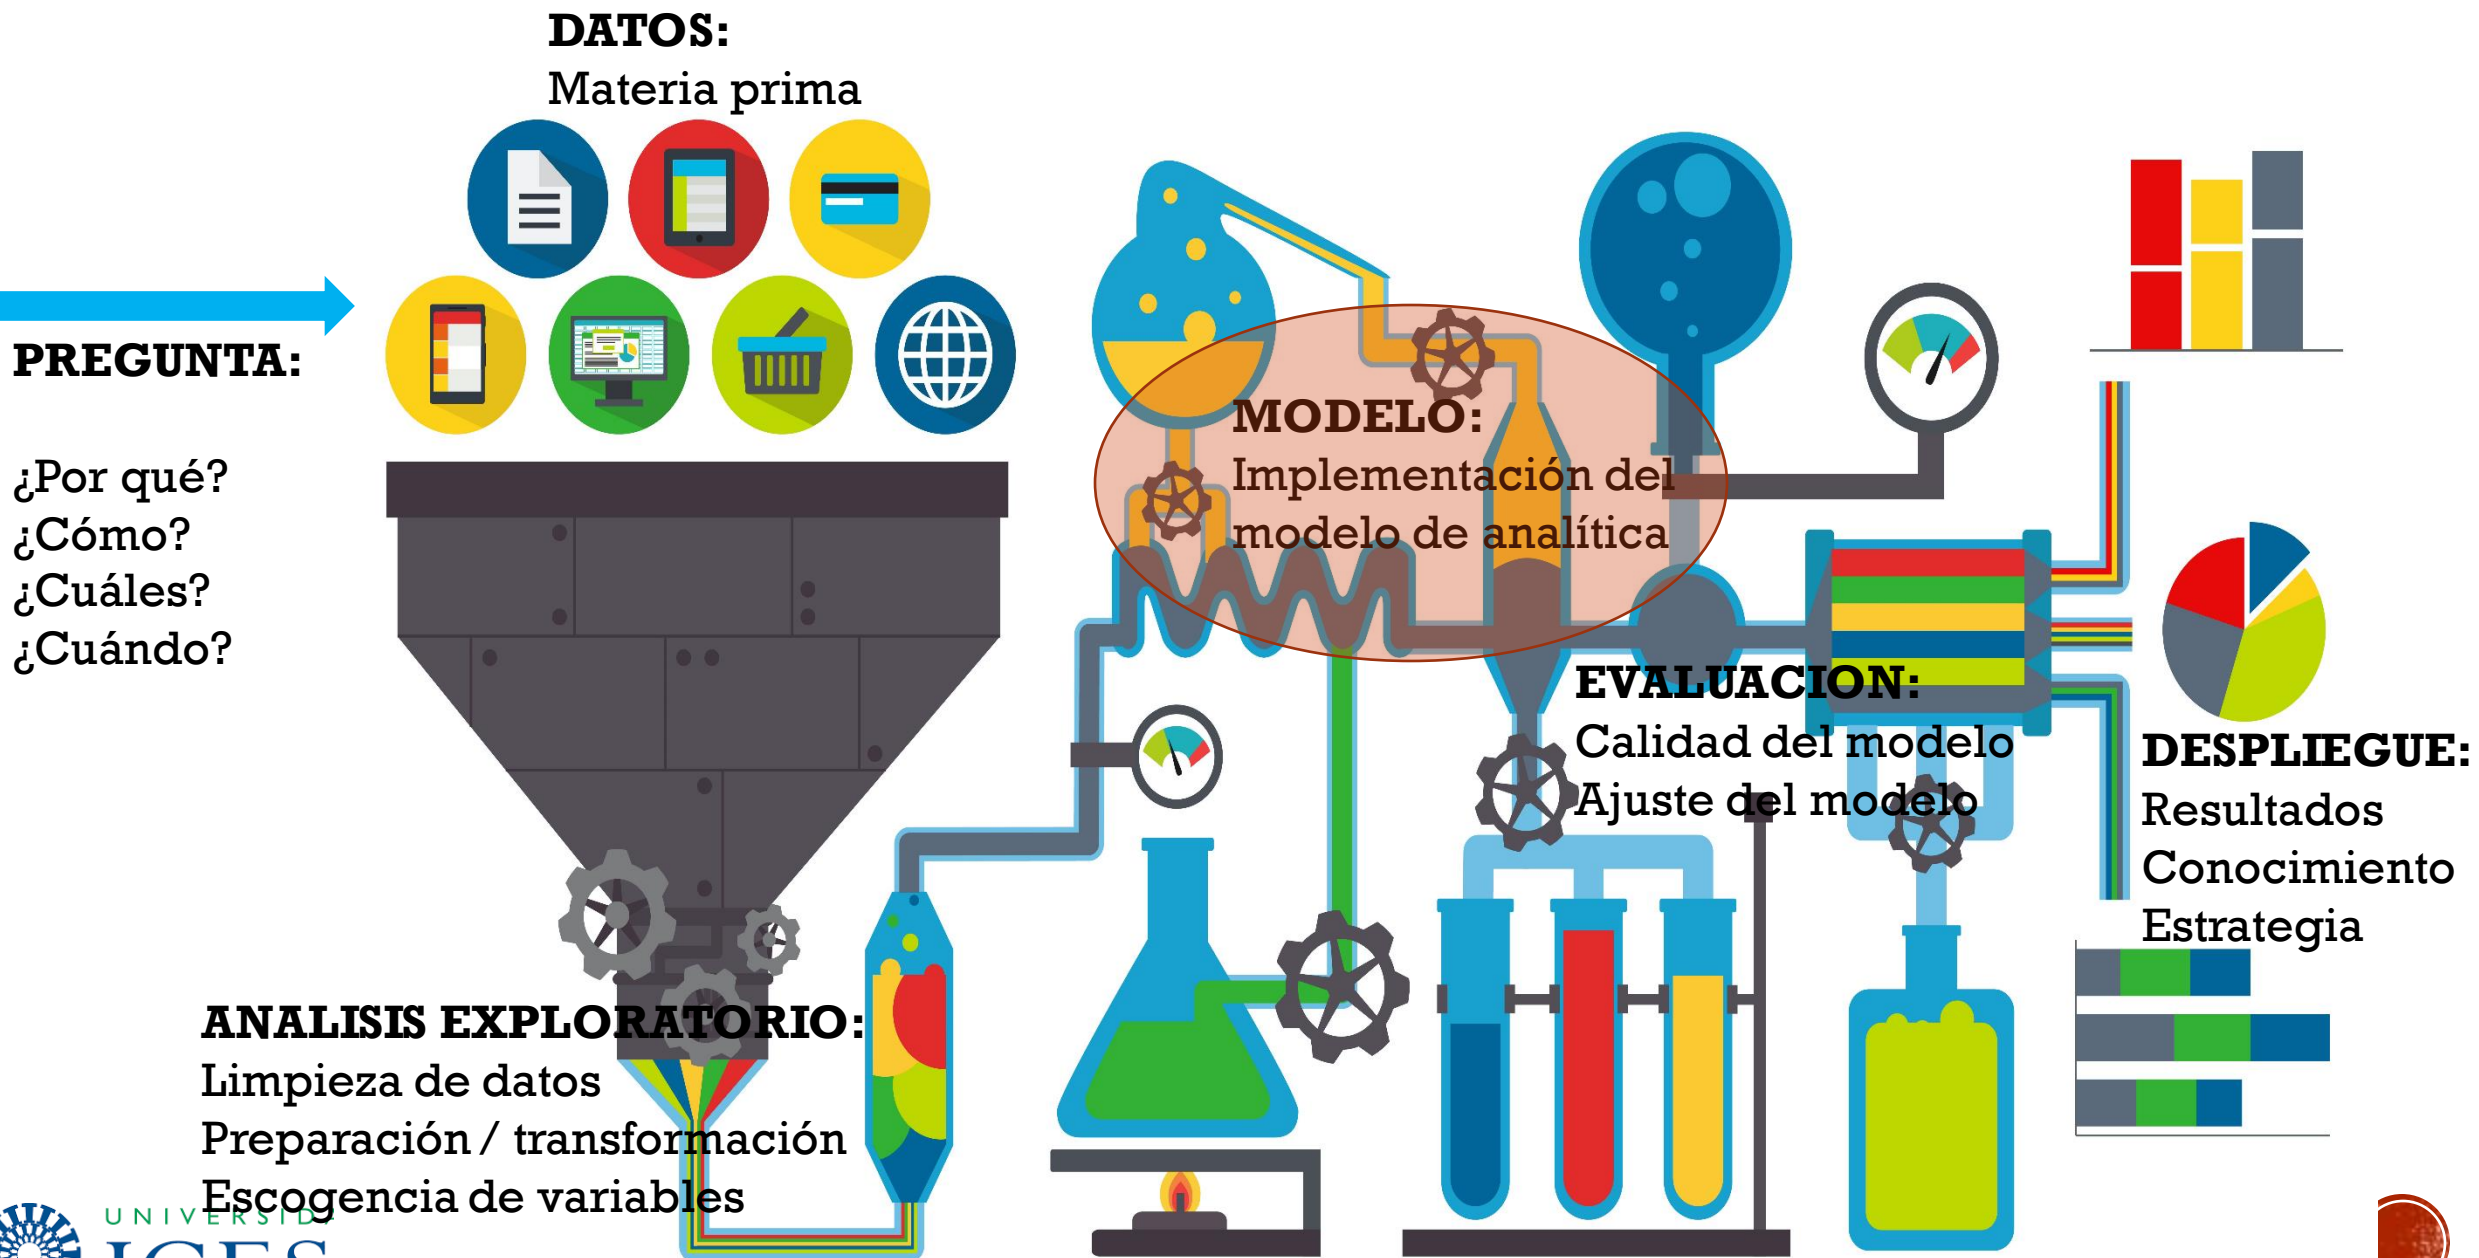 DATOS:
Materia prima
PREGUNTA:
¿Por qué?
¿Cómo?
¿Cuáles?
¿Cuándo?
MODELO:
Implementación del
modelo de analítica
EVALUACION:
Calidad del modelo
Ajuste del modelo
DESPLIEGUE:
Resultados
Conocimiento
Estrategia
ANALISIS EXPLORATORIO:
Limpieza de datos
Preparación / transformación
Escogencia de variables